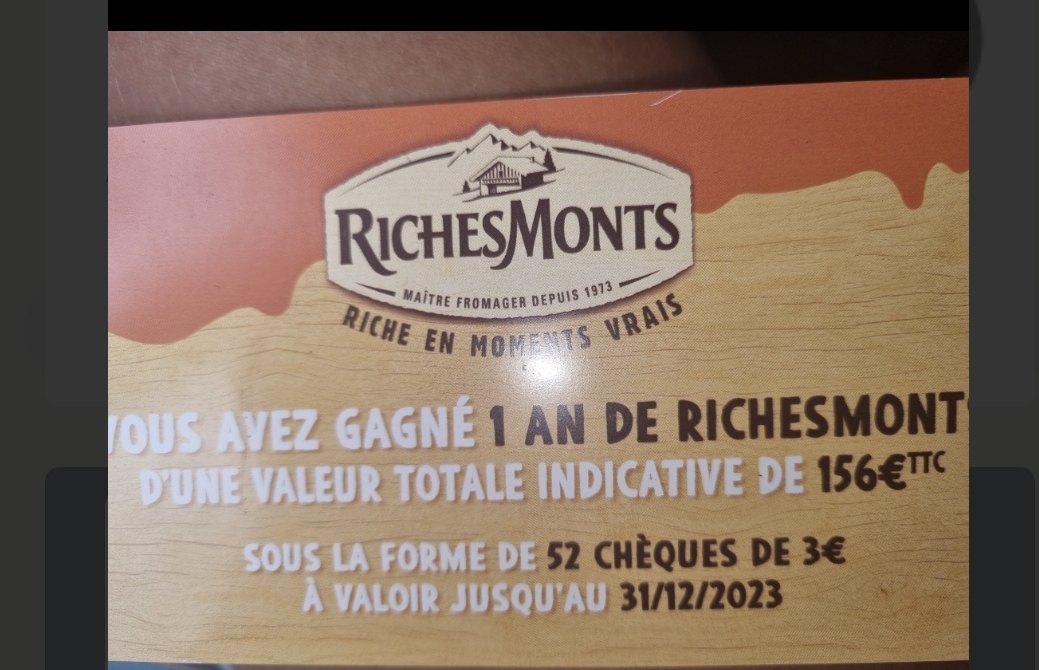 RICHESMONTS
MAÎTRE FROMAGER DEPUIS 1973
RICHE EN MOMENTS VRAIS
VOUS AVEZ GAGNÉ 1 AN DE RICHESMONTS
D'UNE VALEUR TOTALE INDICATIVE DE 156€TTC
SOUS LA FORME DE 52 CHÈQUES DE 3€
À VALOIR JUSQU'AU 31/12/2023